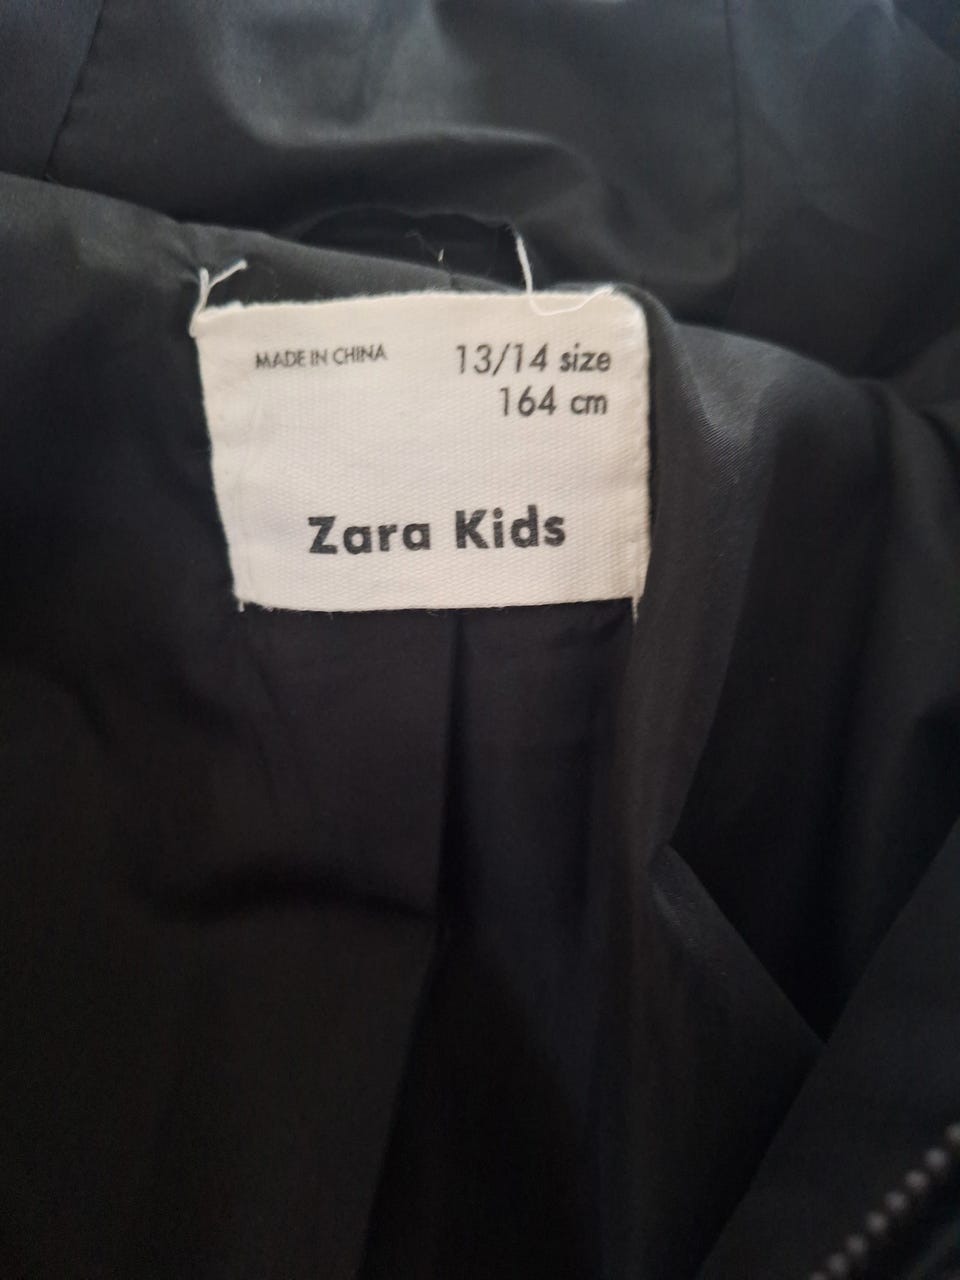 MADE IN CHINA
13/14 size
164 cm
Zara Kids